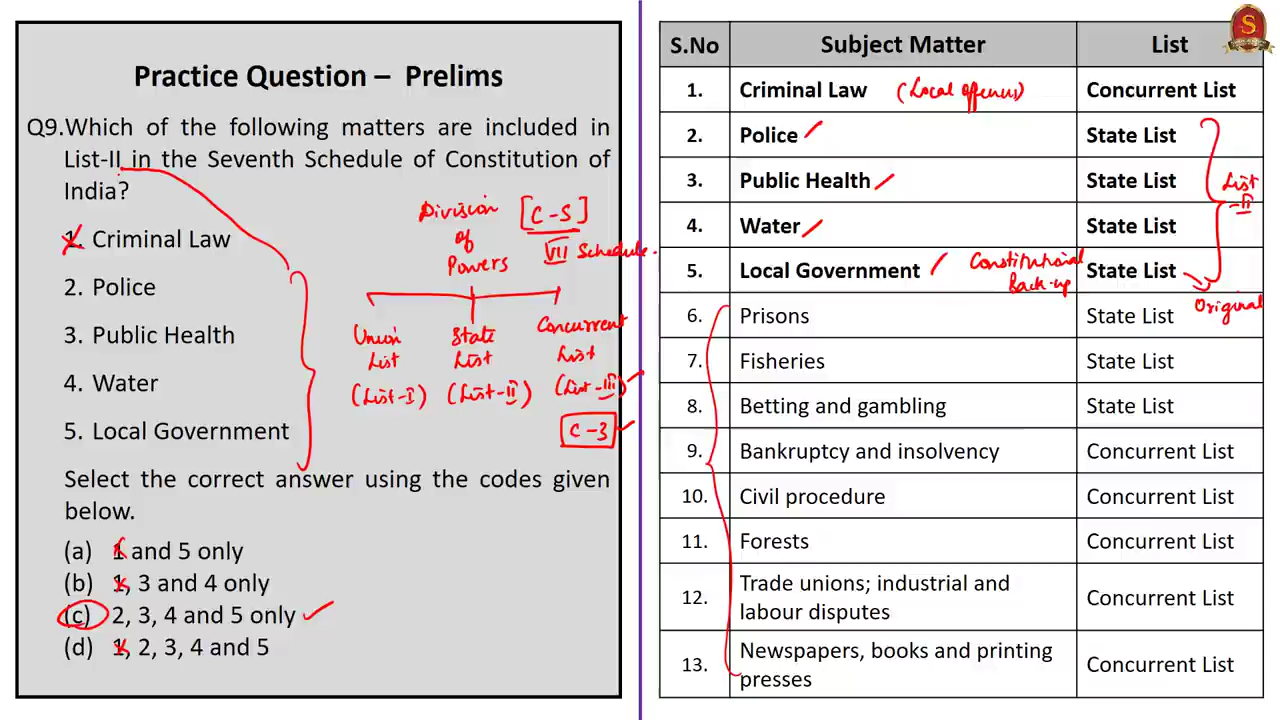 Practice Question – Prelims
Q9.Which of the following matters are included in
List-II in the Seventh Schedule of Constitution of
India?
1. Criminal Law
2. Police
3. Public Health
4. Water
5. Local Government
Select the correct answer using the codes given
below.
(a) 1 and 5 only
(b) 1, 3 and 4 only
(c) 2, 3, 4 and 5 only
(d) 1, 2, 3, 4 and 5
Division
of
Powers
[C-5]
VII Schedule.
Union
List
(List-I)
State
List
(List-II)
Concurrent
List
(List-III)
C-3
S.No Subject Matter List
1. Criminal Law (Local offences) Concurrent List
2. Police State List
3. Public Health State List
4. Water State List
5. Local Government Constitutional Back-up State List
List
-II
Original
6. Prisons State List
7. Fisheries State List
8. Betting and gambling State List
9. Bankruptcy and insolvency Concurrent List
10. Civil procedure Concurrent List
11. Forests Concurrent List
12. Trade unions; industrial and
labour disputes Concurrent List
13. Newspapers, books and printing
presses Concurrent List
S